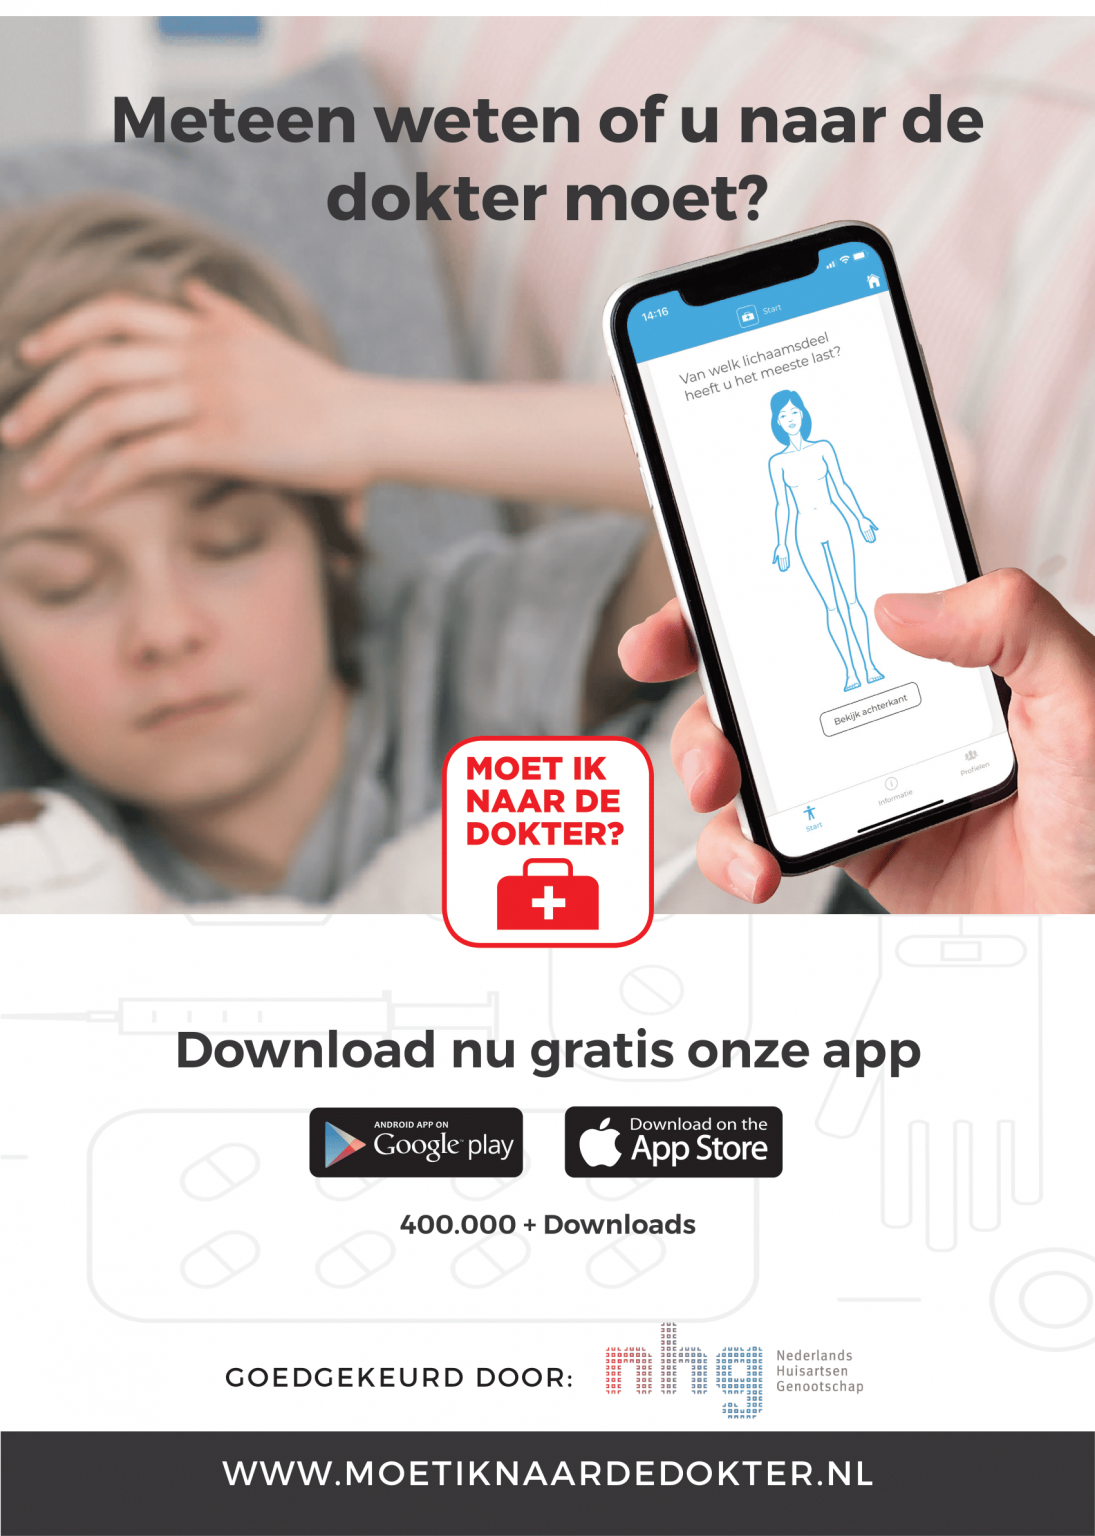 Meteen weten of u naar de
dokter moet?
14:16
Start
Van welk lichaamsdeel
heeft u het meeste last?
Bekijk achterkant
Start
Informatie
Profielen
MOET IK
NAAR DE
DOKTER?
Download nu gratis onze app
ANDROID APP ON
Google play
Download on the
App Store
400.000 + Downloads
GOEDGEKEURD DOOR:
nhg
Nederlands
Huisartsen
Genootschap
WWW.MOETIKNAARDEDOKTER.NL